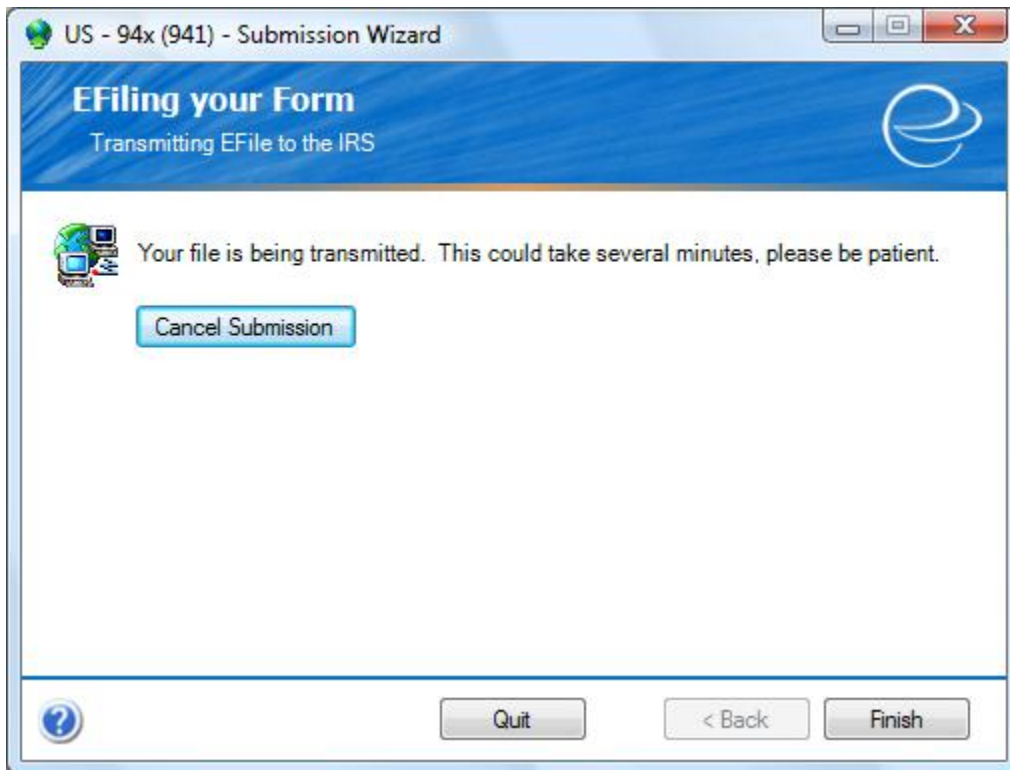 US - 94x (941) - Submission Wizard
EFiling your Form
Transmitting EFile to the IRS
Your file is being transmitted. This could take several minutes, please be patient.
Cancel Submission
Quit
< Back
Finish